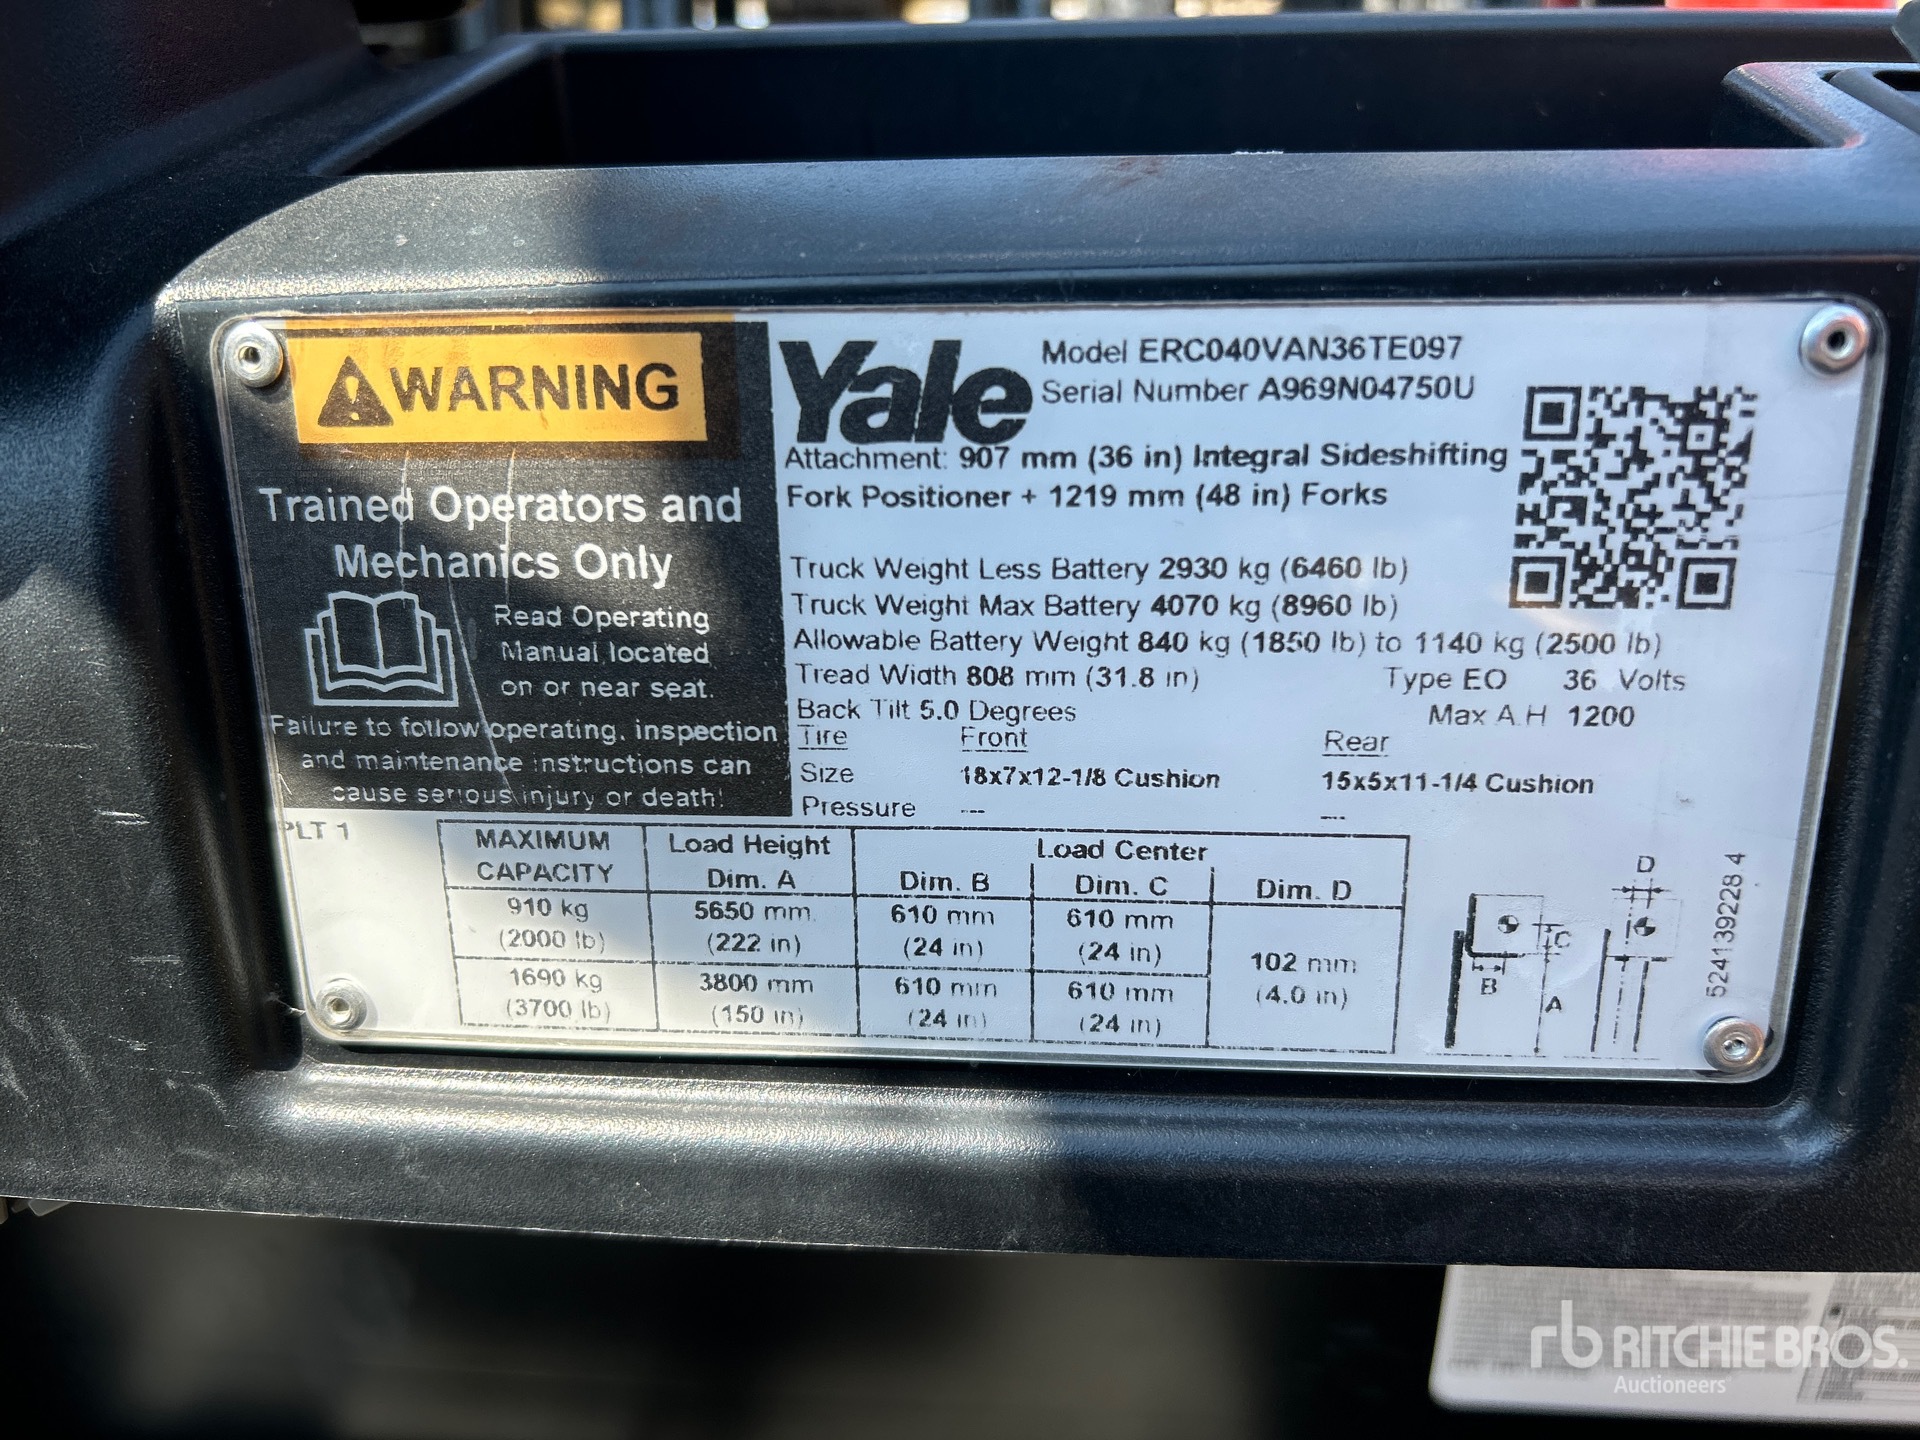 WARNING
Trained Operators and
Mechanics Only
Read Operating
Manual located
on or near seat.
Failure to follow operating, inspection
and maintenance instructions can
cause serious injury or death!
PLT 1
Yale
Model ERC040VAN36TE097
Serial Number A969N04750U
Attachment: 907 mm (36 in) Integral Sideshifting
Fork Positioner + 1219 mm (48 in) Forks
Truck Weight Less Battery 2930 kg (6460 lb)
Truck Weight Max Battery 4070 kg (8960 lb)
Allowable Battery Weight 840 kg (1850 lb) to 1140 kg (2500 lb)
Tread Width 808 mm (31.8 in) Type EO 36 Volts
Back Tilt 5.0 Degrees Max A.H 1200
Tire Front Rear
Size 18x7x12-1/8 Cushion 15x5x11-1/4 Cushion
Pressure --- ---
MAXIMUM CAPACITY Load Height Dim. A Load Center
Dim. B Dim. C Dim. D
910 kg 5650 mm 610 mm 610 mm
(2000 lb) (222 in) (24 in) (24 in)
102 mm
(4.0 in)
1690 kg 3800 mm 610 mm 610 mm
(3700 lb) (150 in) (24 in) (24 in)
B C A D
524139228 4
rb RITCHIE BROS.
Auctioneers